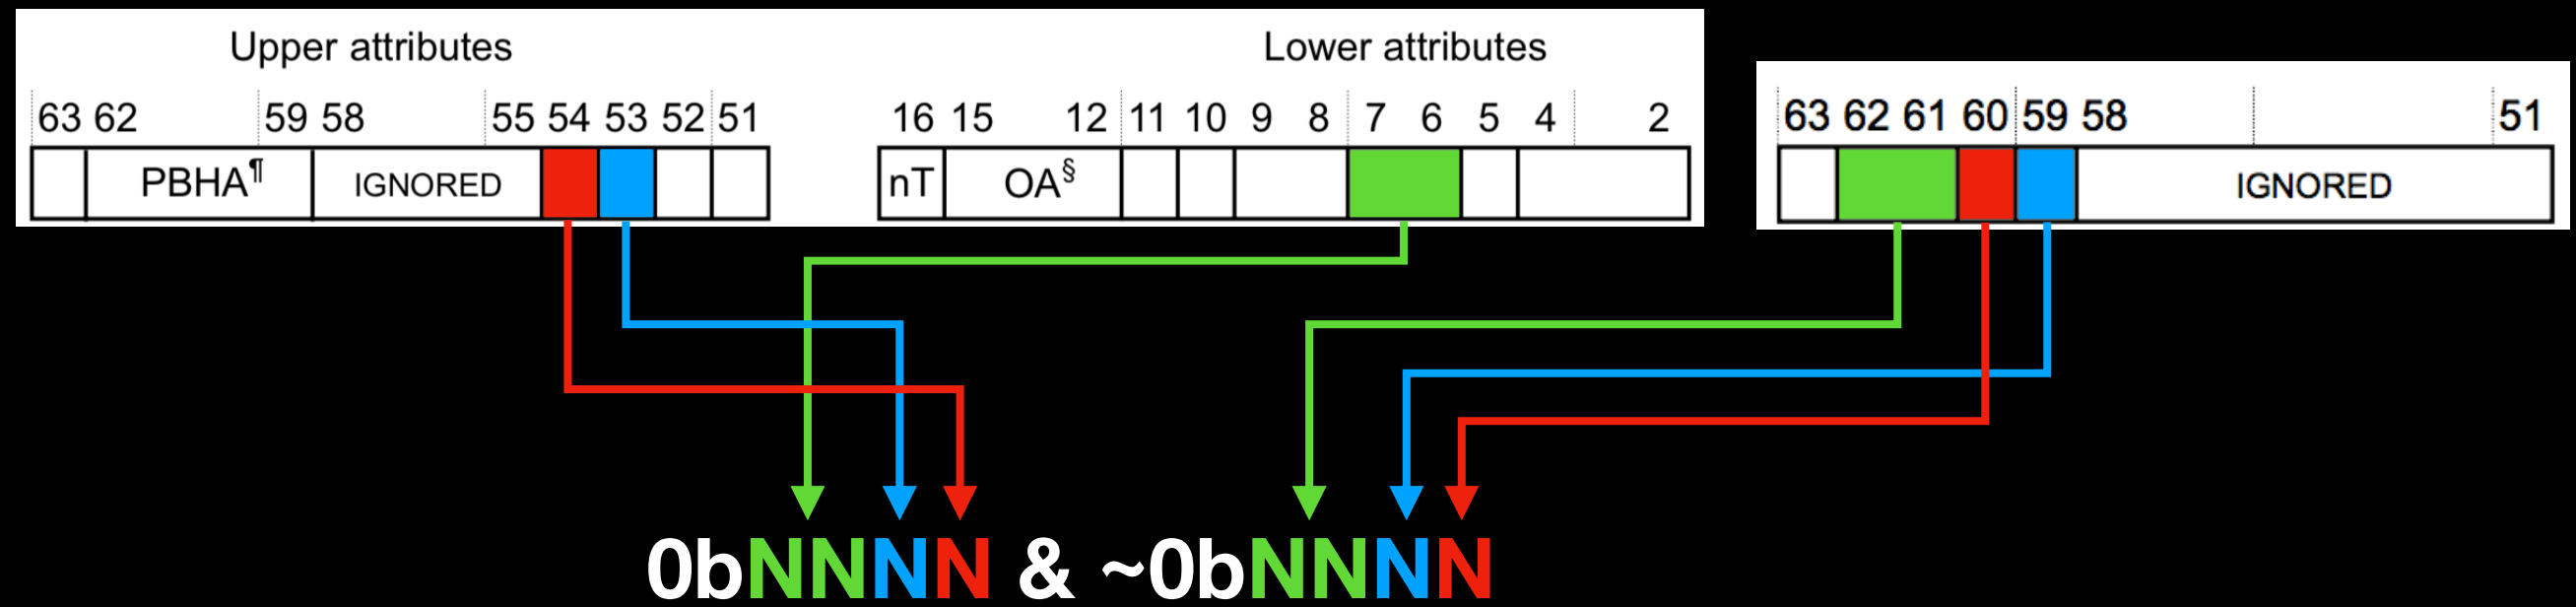 Upper attributes
Lower attributes
63 62 59 58 55 54 53 52 51
16 15 12 11 10 9 8 7 6 5 4 2
63 62 61 60 59 58 51
PBHA¶ IGNORED
nT OA§
IGNORED
0bNNNN & ~0bNNNN